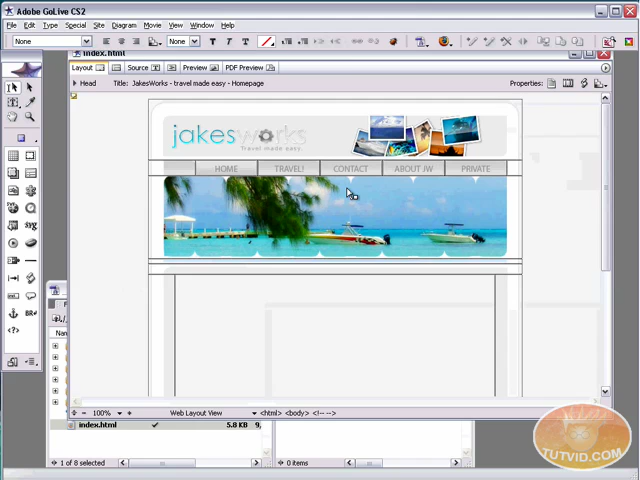 Adobe GoLive CS2
File Edit Type Special Site Diagram Movie View Window Help
None
None
index.html
Layout
Source
Preview
PDF Preview
Head
Title: JakesWorks - travel made easy - Homepage
Properties:
jakesworks
Travel made easy.
HOME
TRAVEL!
CONTACT
ABOUT JW
PRIVATE
100%
Web Layout View
<html> <body> <!-- -->
index.html
5.8 KB
1 of 8 selected
0 items
TUTVID.COM